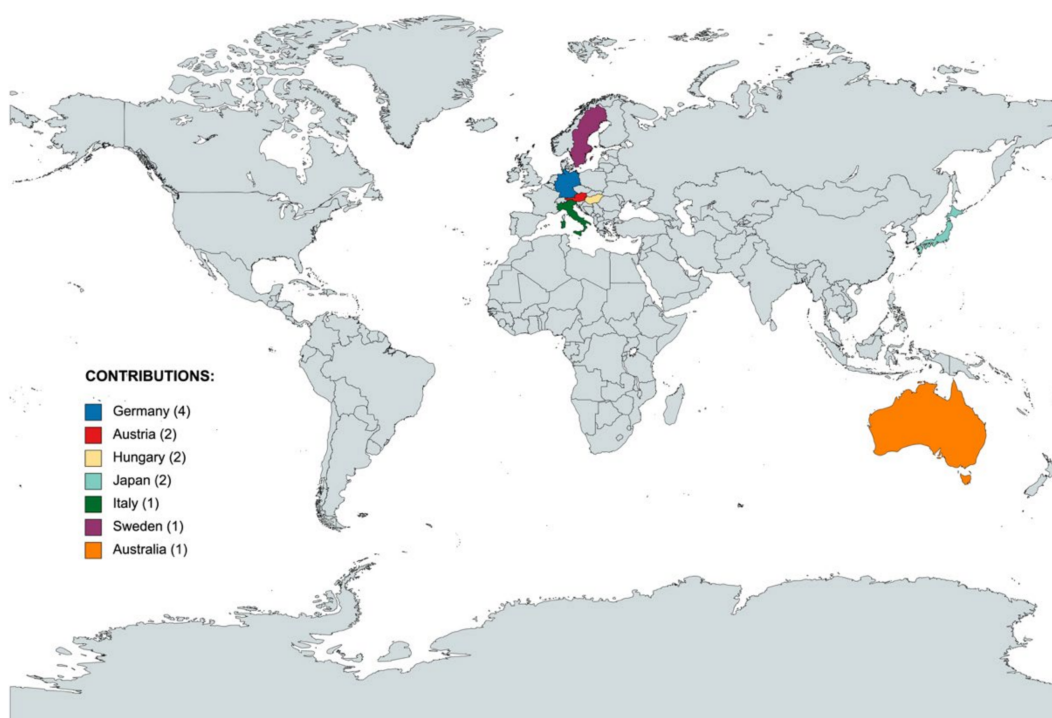 CONTRIBUTIONS:
Germany (4)
Austria (2)
Hungary (2)
Japan (2)
Italy (1)
Sweden (1)
Australia (1)